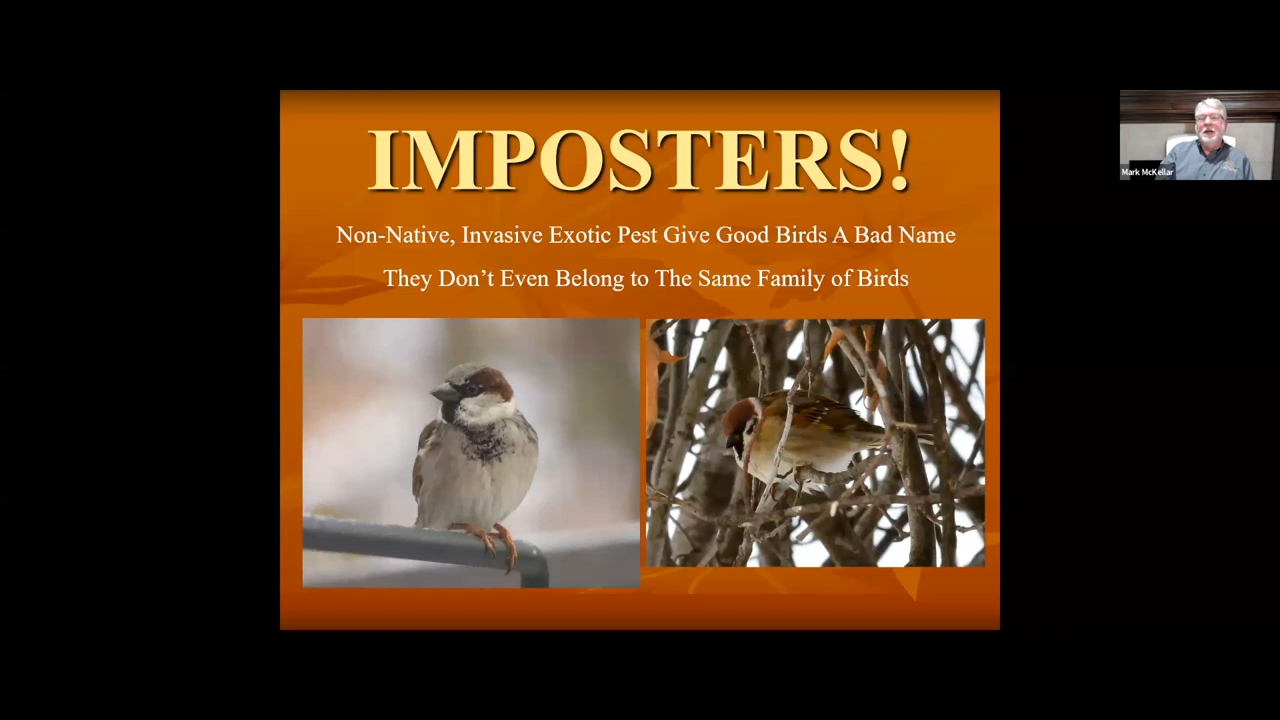 IMPOSTERS!
Non-Native, Invasive Exotic Pest Give Good Birds A Bad Name
They Don’t Even Belong to The Same Family of Birds
Mark McKellar